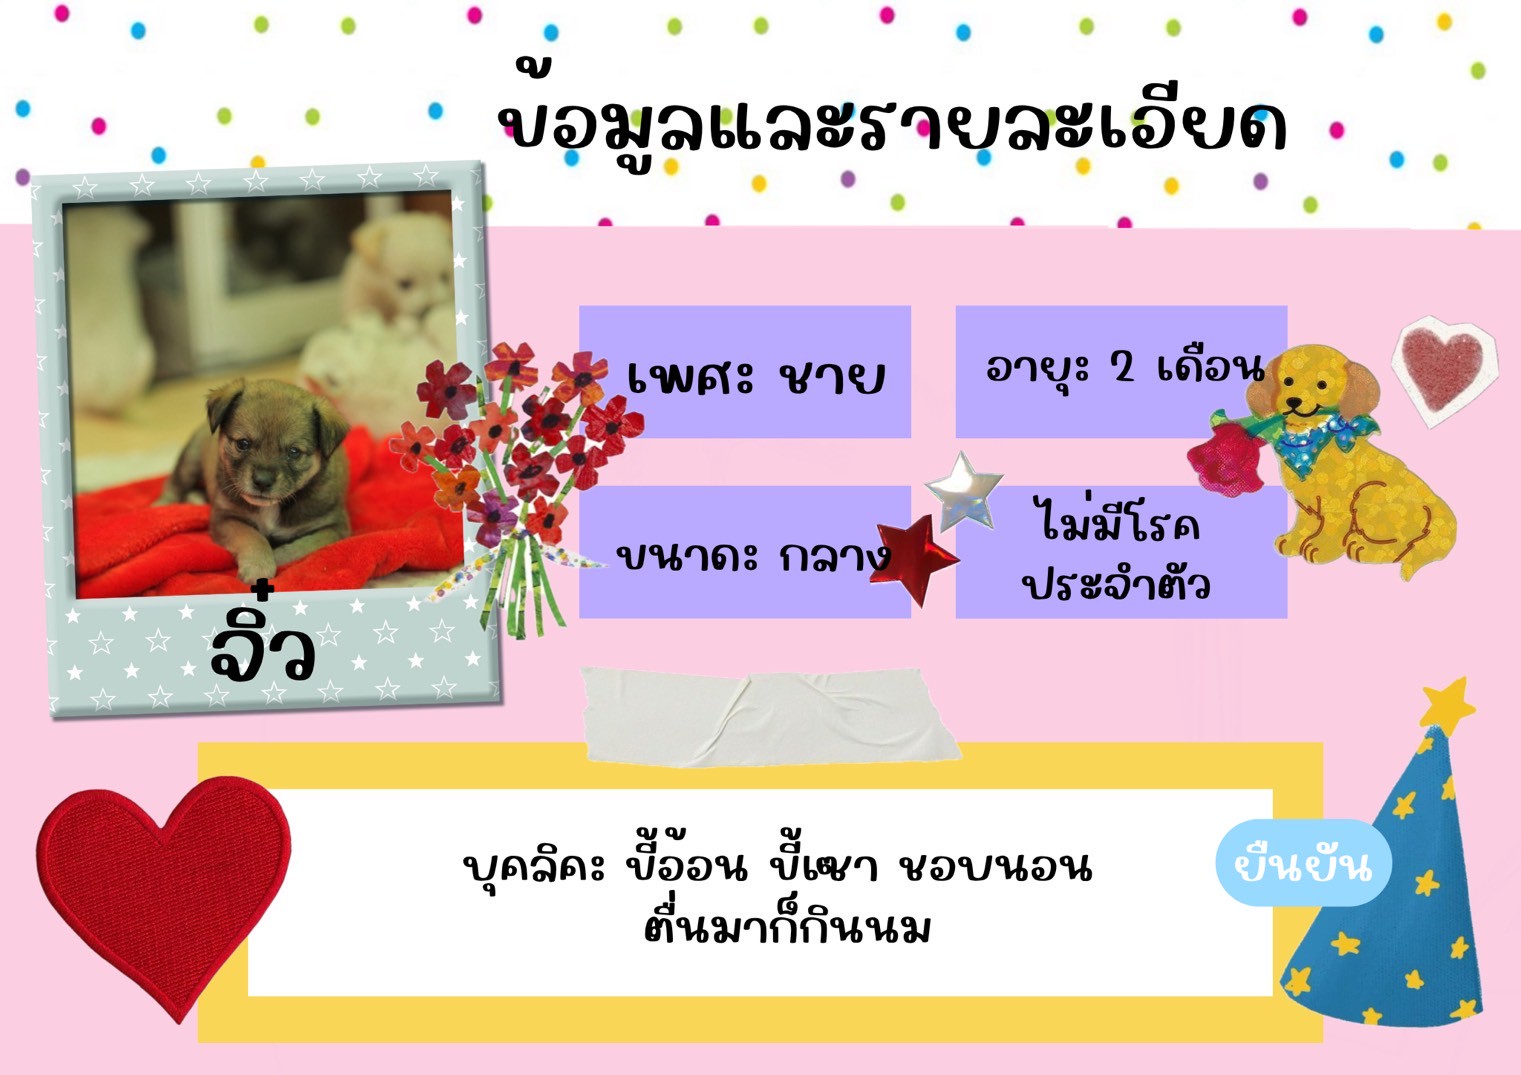 ข้อมูลและรายละเอียด
เพศะ ชาย
อายุะ 2 เดือน
ขนาดะ กลาง
ไม่มีโรค
ประจำตัว
จิ๋ว
บุคลิคะ ขี้อ้อน ขี้เซา ชอบนอน
ตื่นมาก็กินนม
ยืนยัน